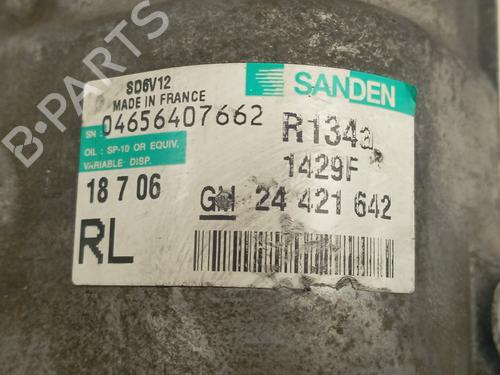 B-PARTS
SD6V12
MADE IN FRANCE
SANDEN
SN 04656407662
R134a
OIL: SP-10 OR EQUIV.
VARIABLE DISP.
1429F
18 7 06
GM 24 421 642
RL